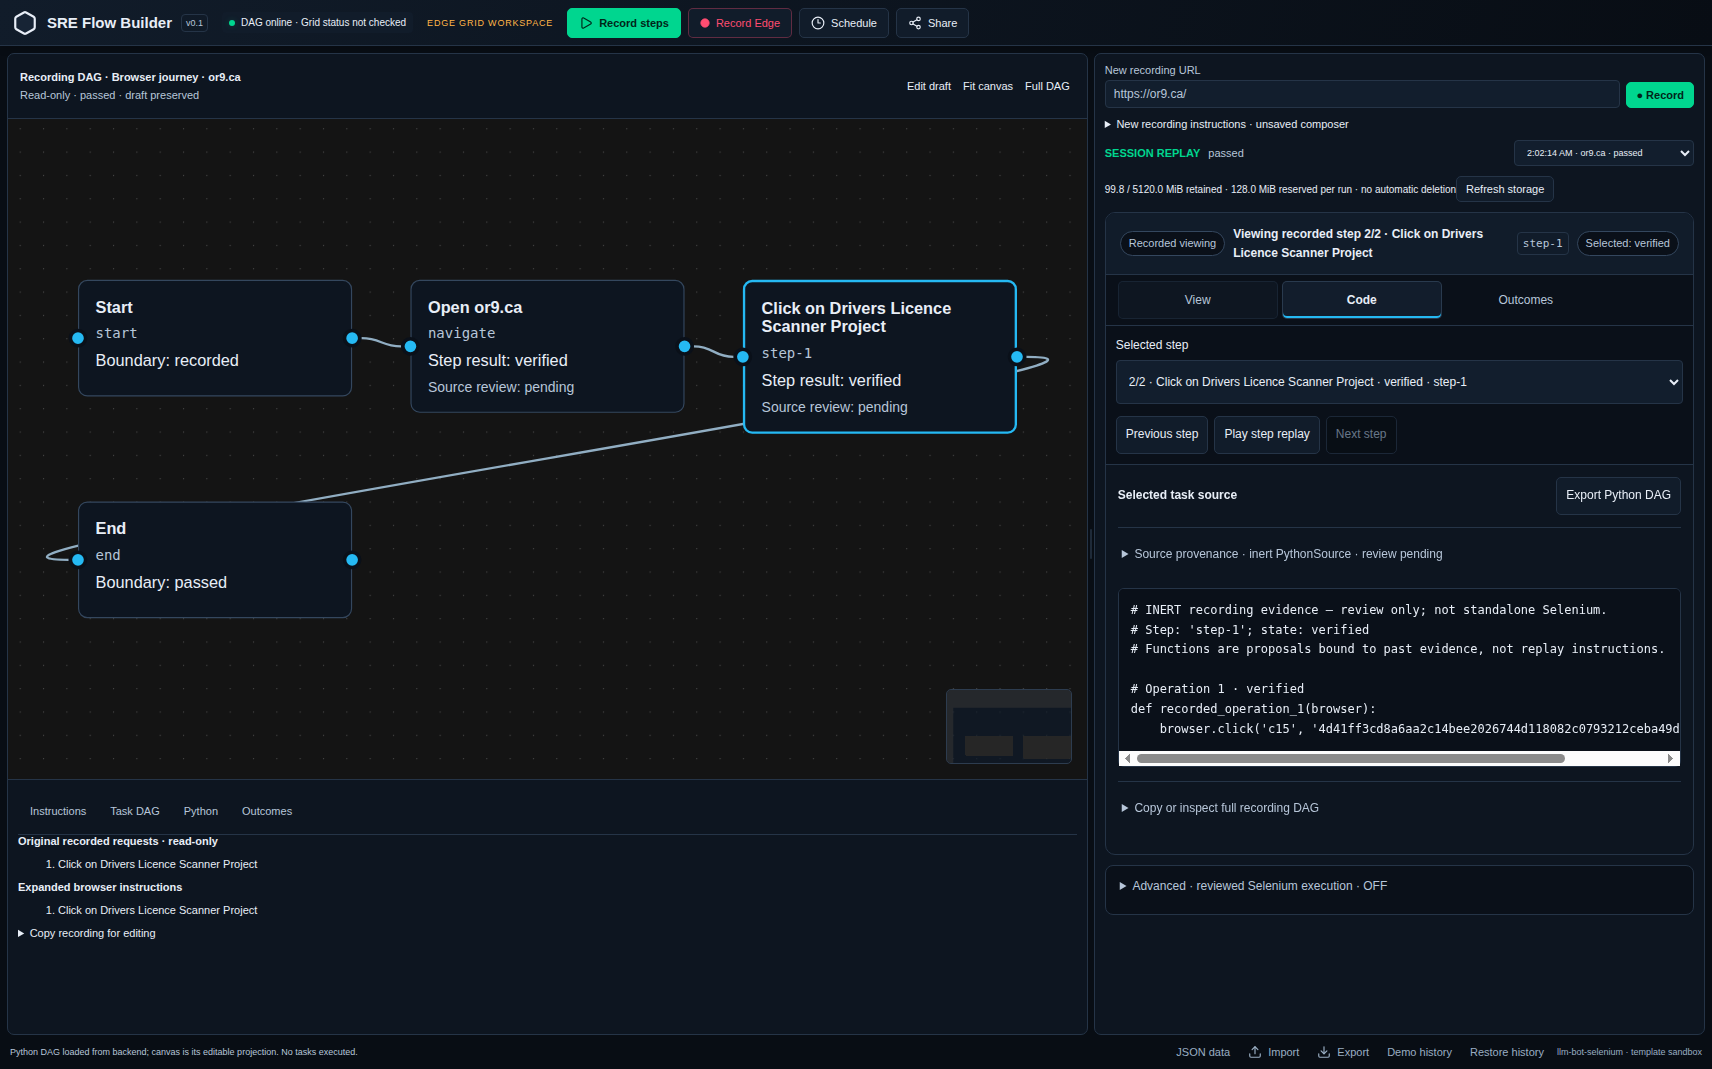 SRE Flow Builder v0.1 DAG online · Grid status not checked EDGE GRID WORKSPACE Record steps Record Edge Schedule Share
Recording DAG · Browser journey · or9.ca
Read-only · passed · draft preserved
Edit draft Fit canvas Full DAG
Start
start
Boundary: recorded
Open or9.ca
navigate
Step result: verified
Source review: pending
Click on Drivers Licence
Scanner Project
step-1
Step result: verified
Source review: pending
End
end
Boundary: passed
Instructions Task DAG Python Outcomes
Original recorded requests · read-only
1. Click on Drivers Licence Scanner Project
Expanded browser instructions
1. Click on Drivers Licence Scanner Project
Copy recording for editing
New recording URL
https://or9.ca/
● Record
New recording instructions · unsaved composer
SESSION REPLAY passed
2:02:14 AM · or9.ca · passed
99.8 / 5120.0 MiB retained · 128.0 MiB reserved per run · no automatic deletion Refresh storage
Recorded viewing
Viewing recorded step 2/2 · Click on Drivers
Licence Scanner Project
step-1 Selected: verified
View Code Outcomes
Selected step
2/2 · Click on Drivers Licence Scanner Project · verified · step-1
Previous step Play step replay Next step
Selected task source
Export Python DAG
Source provenance · inert PythonSource · review pending
# INERT recording evidence — review only; not standalone Selenium.
# Step: 'step-1'; state: verified
# Functions are proposals bound to past evidence, not replay instructions.
# Operation 1 · verified
def recorded_operation_1(browser):
browser.click('c15', '4d41ff3cd8a6aa2c14bee2026744d118082c0793212ceba49d
Copy or inspect full recording DAG
Advanced · reviewed Selenium execution · OFF
Python DAG loaded from backend; canvas is its editable projection. No tasks executed.
JSON data Import Export Demo history Restore history llm-bot-selenium · template sandbox